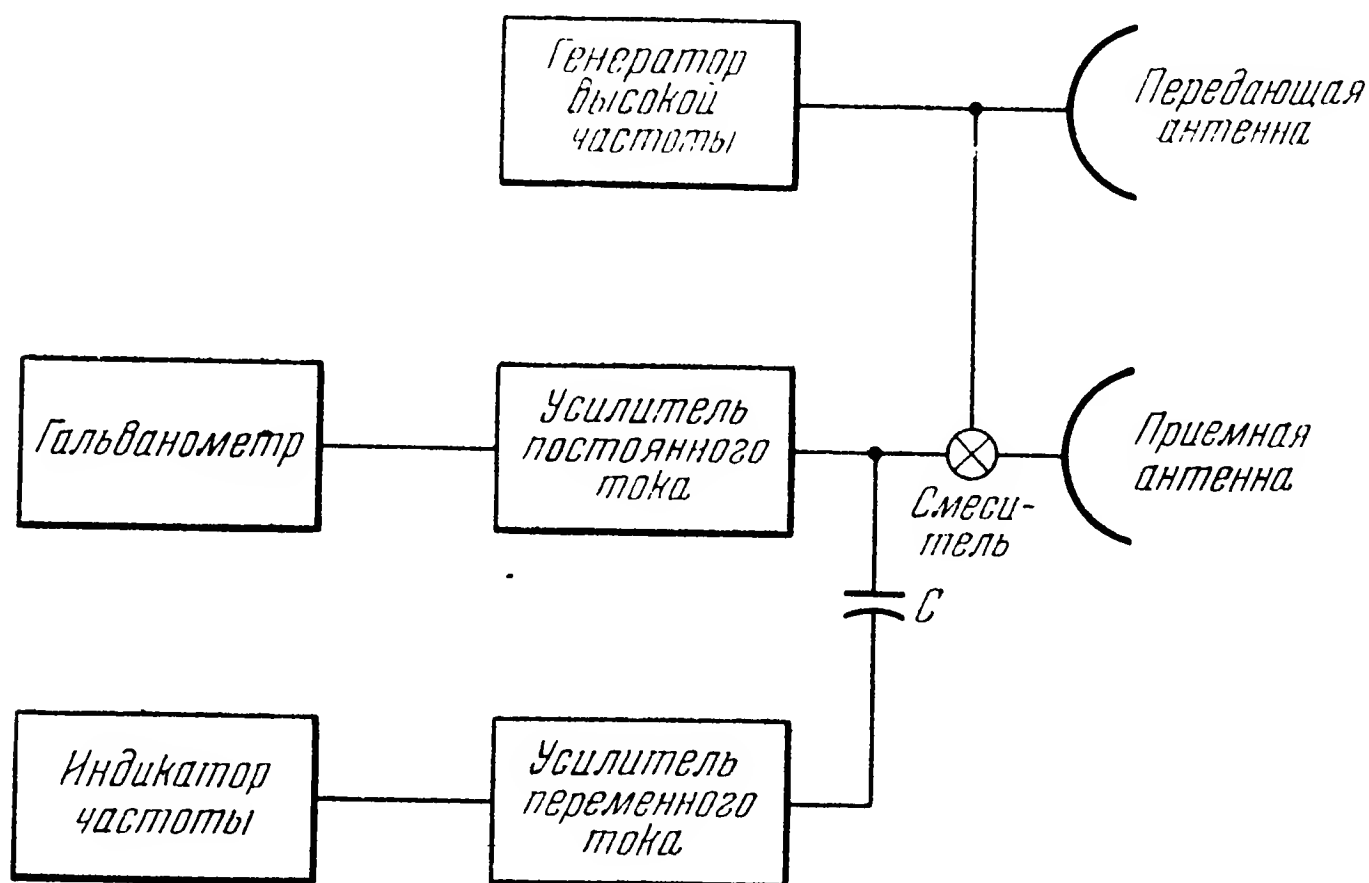 Генератор
высокой
частоты
Передающая
антенна
Гальванометр
Усилитель
постоянного
тока
Смеси-
тель
Приемная
антенна
C
Индикатор
частоты
Усилитель
переменного
тока